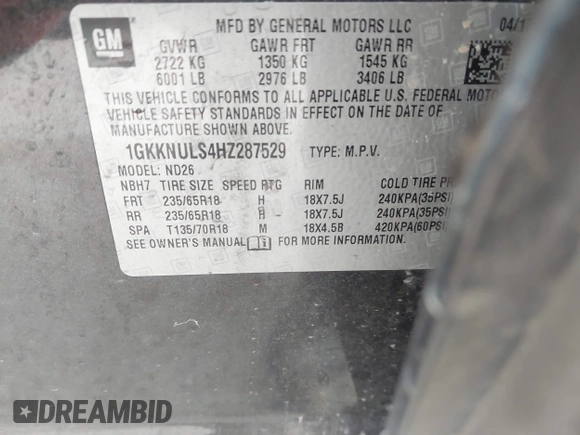 GM
MFD BY GENERAL MOTORS LLC 04/1
GVWR GAWR FRT GAWR RR
2722 KG 1350 KG 1545 KG
6001 LB 2976 LB 3406 LB
THIS VEHICLE CONFORMS TO ALL APPLICABLE U.S. FEDERAL MOTO
VEHICLE SAFETY STANDARDS IN EFFECT ON THE DATE OF
MANUFACTURE SHOWN ABOVE.
1GKKNULS4HZ287529 TYPE: M.P.V.
MODEL: ND26
NBH7 TIRE SIZE SPEED RTG RIM COLD TIRE PR
FRT 235/65R18 H 18X7.5J 240KPA(35PSI)
RR 235/65R18 H 18X7.5J 240KPA(35PSI)
SPA T135/70R18 M 18X4.5B 420KPA(60PSI
SEE OWNER'S MANUAL FOR MORE INFORMATION.
DREAMBID